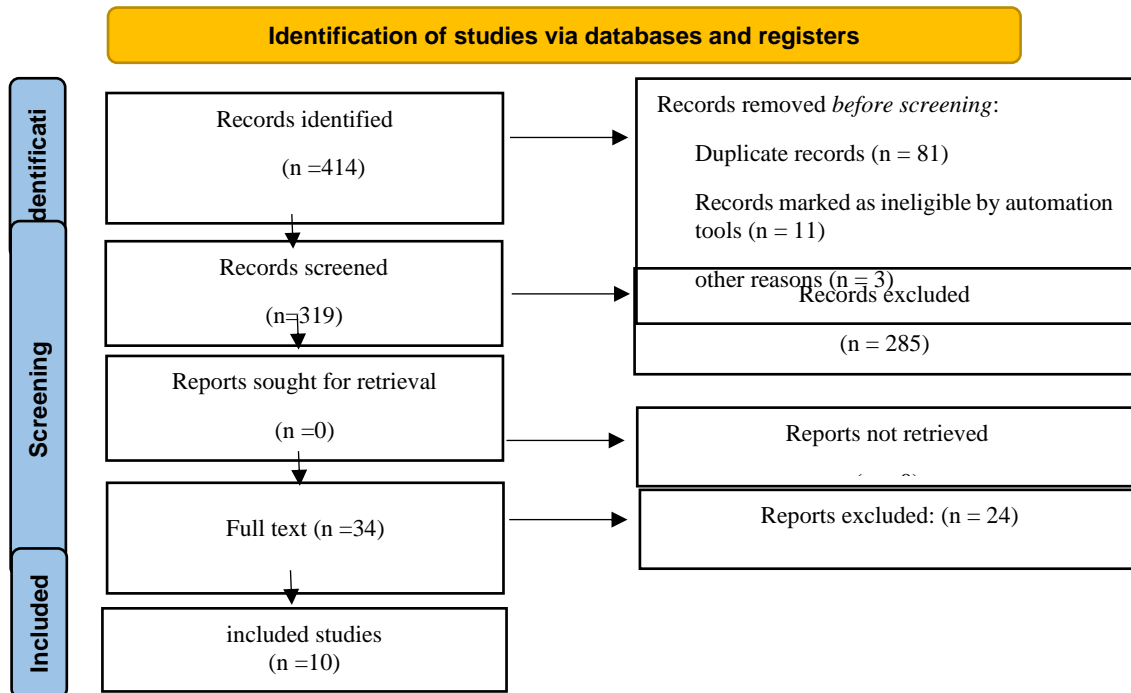 Identification of studies via databases and registers
dentificati
Records identified
(n =414)
Records removed before screening:
Duplicate records (n = 81)
Records marked as ineligible by automation
tools (n = 11)
other reasons (n = 3)
Screening
Records screened
(n=319)
Records excluded
(n = 285)
Reports sought for retrieval
(n =0)
Reports not retrieved
Full text (n =34)
Reports excluded: (n = 24)
Included
included studies
(n =10)